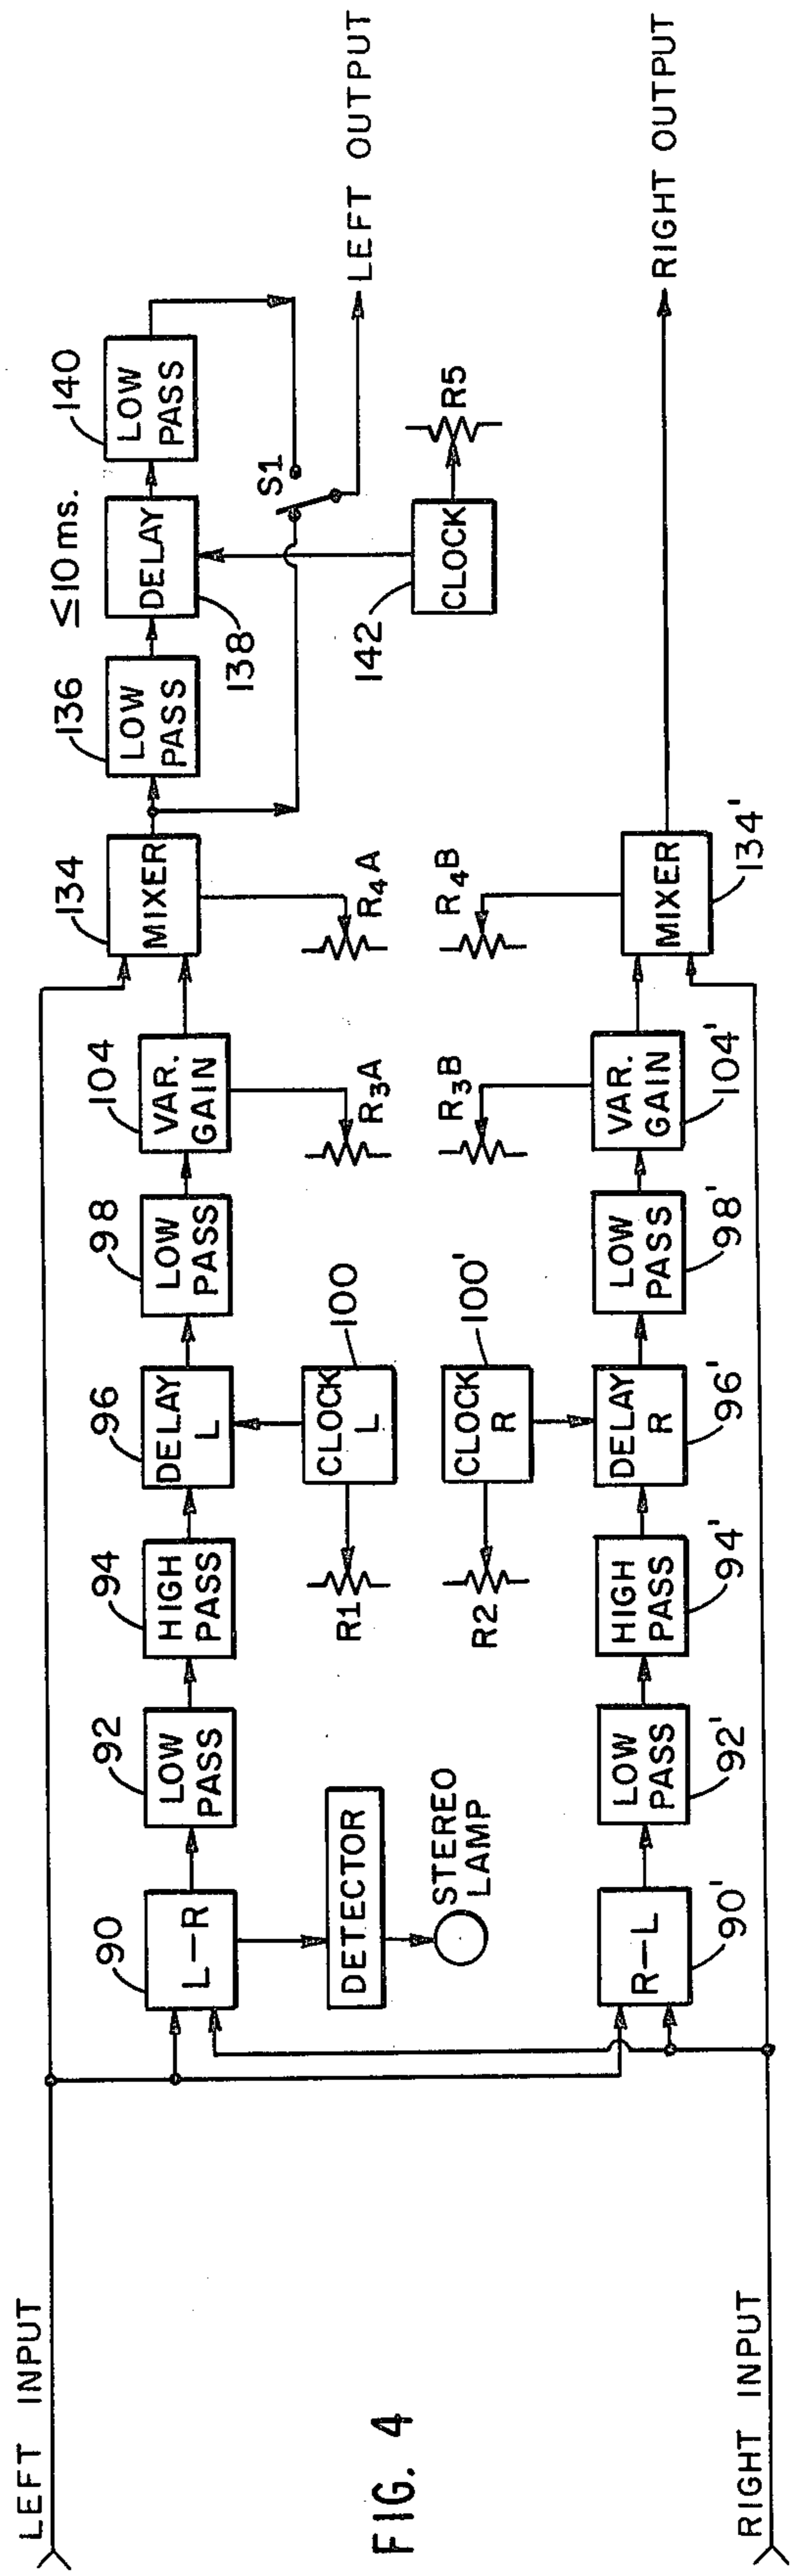 LEFT INPUT
90
L–R
92
LOW
PASS
94
HIGH
PASS
96
DELAY
L
98
LOW
PASS
104
VAR.
GAIN
134
MIXER
136
LOW
PASS
≤10 ms.
DELAY
138
140
LOW
PASS
S1
LEFT OUTPUT
DETECTOR
STEREO
LAMP
R1
CLOCK
L
100
R3A
R4A
142
CLOCK
R5
FIG. 4
R2
CLOCK
R
100'
R3B
R4B
R–L
90'
LOW
PASS
92'
HIGH
PASS
94'
DELAY
R
96'
LOW
PASS
98'
VAR.
GAIN
104'
MIXER
134'
RIGHT OUTPUT
RIGHT INPUT